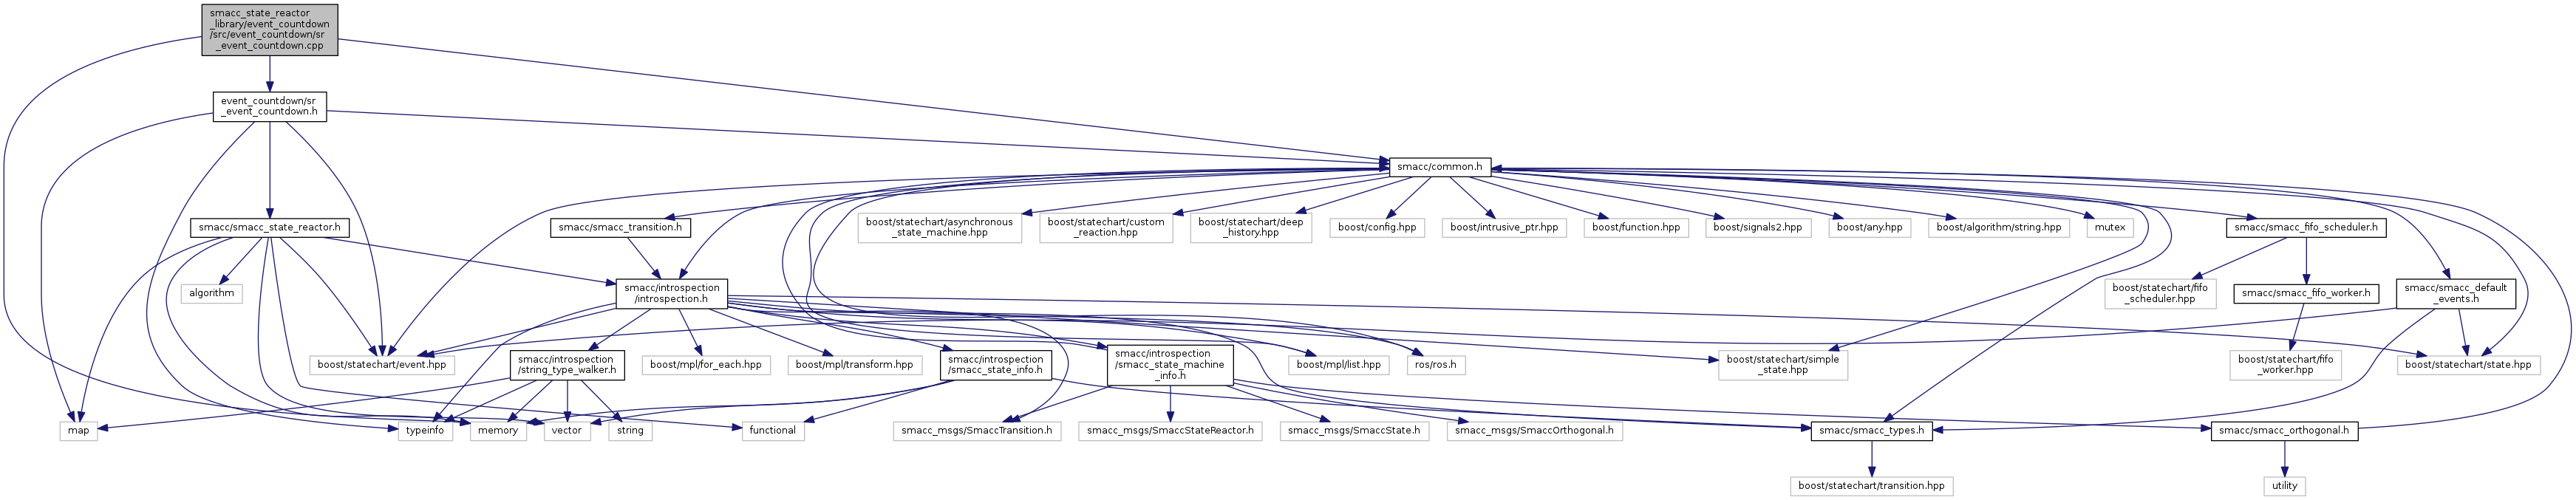 smacc_state_reactor
_library/event_countdown
/src/event_countdown/sr
_event_countdown.cpp
event_countdown/sr
_event_countdown.h
smacc/common.h
smacc/smacc_state_reactor.h
smacc/smacc_transition.h
boost/statechart/asynchronous
_state_machine.hpp
boost/statechart/custom
_reaction.hpp
boost/statechart/deep
_history.hpp
boost/config.hpp
boost/intrusive_ptr.hpp
boost/function.hpp
boost/signals2.hpp
boost/any.hpp
boost/algorithm/string.hpp
mutex
smacc/smacc_fifo_scheduler.h
algorithm
smacc/introspection
/introspection.h
boost/statechart/fifo
_scheduler.hpp
smacc/smacc_fifo_worker.h
smacc/smacc_default
_events.h
boost/statechart/event.hpp
smacc/introspection
/string_type_walker.h
boost/mpl/for_each.hpp
boost/mpl/transform.hpp
smacc/introspection
/smacc_state_info.h
smacc/introspection
/smacc_state_machine
_info.h
boost/mpl/list.hpp
ros/ros.h
boost/statechart/simple
_state.hpp
boost/statechart/fifo
_worker.hpp
boost/statechart/state.hpp
map
typeinfo
memory
vector
string
functional
smacc_msgs/SmaccTransition.h
smacc_msgs/SmaccStateReactor.h
smacc_msgs/SmaccState.h
smacc_msgs/SmaccOrthogonal.h
smacc/smacc_types.h
smacc/smacc_orthogonal.h
boost/statechart/transition.hpp
utility